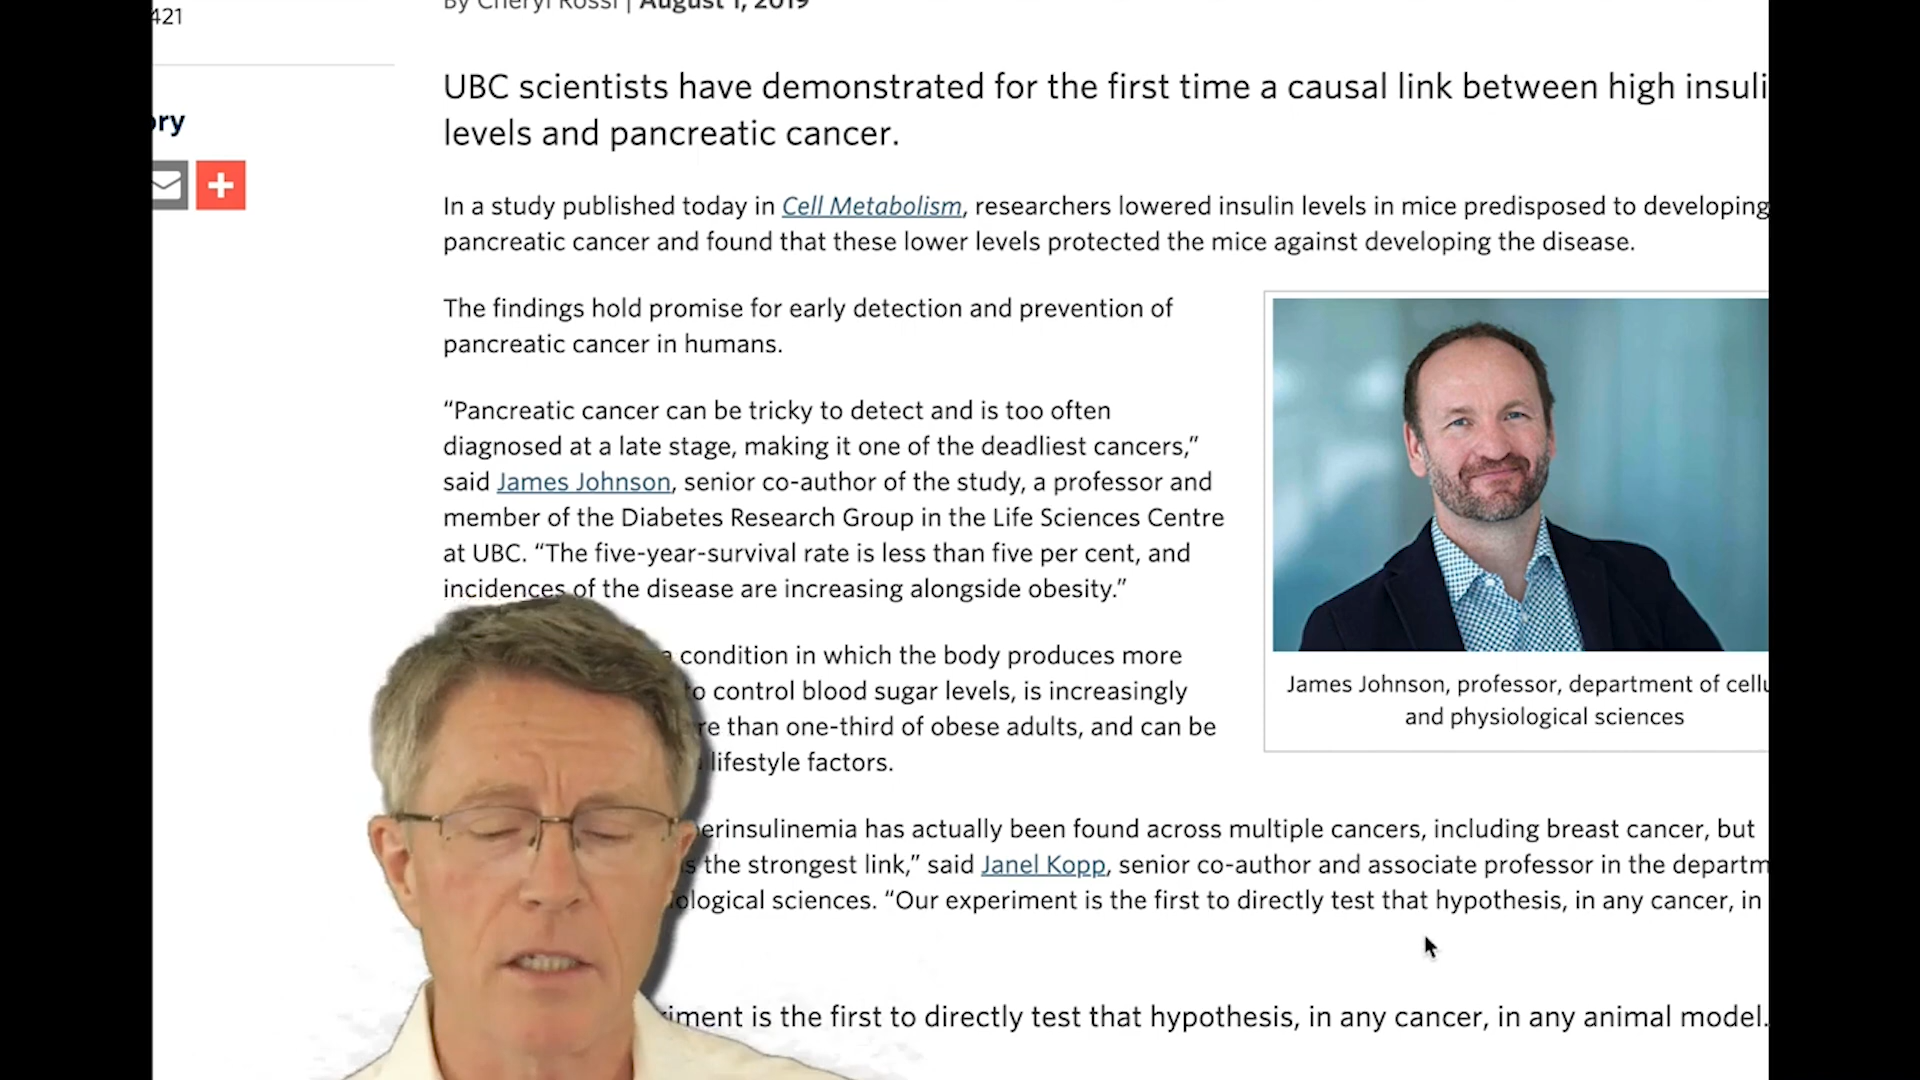 421
By Cheryl Rossi | August 1, 2019
ory
UBC scientists have demonstrated for the first time a causal link between high insuli
levels and pancreatic cancer.
In a study published today in Cell Metabolism, researchers lowered insulin levels in mice predisposed to developing
pancreatic cancer and found that these lower levels protected the mice against developing the disease.
The findings hold promise for early detection and prevention of
pancreatic cancer in humans.
“Pancreatic cancer can be tricky to detect and is too often
diagnosed at a late stage, making it one of the deadliest cancers,”
said James Johnson, senior co-author of the study, a professor and
member of the Diabetes Research Group in the Life Sciences Centre
at UBC. “The five-year-survival rate is less than five per cent, and
incidences of the disease are increasing alongside obesity.”
condition in which the body produces more
to control blood sugar levels, is increasingly
re than one-third of obese adults, and can be
lifestyle factors.
James Johnson, professor, department of cellu
and physiological sciences
erinsulinemia has actually been found across multiple cancers, including breast cancer, but
s the strongest link,” said Janel Kopp, senior co-author and associate professor in the departm
ological sciences. “Our experiment is the first to directly test that hypothesis, in any cancer, in
riment is the first to directly test that hypothesis, in any cancer, in any animal model.